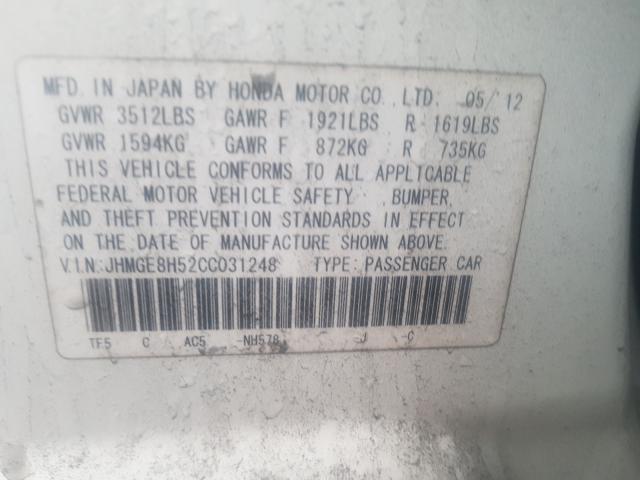 MFD. IN JAPAN BY HONDA MOTOR CO., LTD. 05/12
GVWR 3512LBS GAWR F 1921LBS R 1619LBS
GVWR 1594KG GAWR F 872KG R 735KG
THIS VEHICLE CONFORMS TO ALL APPLICABLE
FEDERAL MOTOR VEHICLE SAFETY, BUMPER,
AND THEFT PREVENTION STANDARDS IN EFFECT
ON THE DATE OF MANUFACTURE SHOWN ABOVE.
V.I.N:JHMGE8H52CC031248 TYPE: PASSENGER CAR
TF5 C AC5 -NH578 -J -C